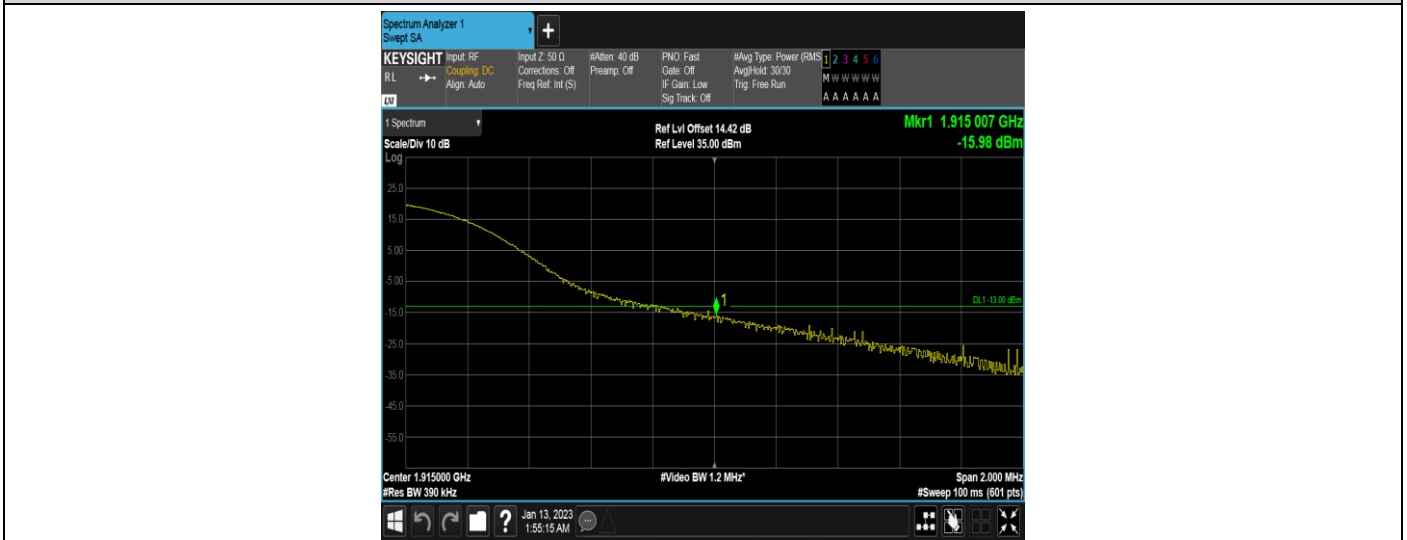 Spectrum Analyzer 1
Swept SA
+
KEYSIGHT
RL
LXI
Input: RF
Coupling: DC
Align: Auto
Input Z: 50 Ω
Corrections: Off
Freq Ref: Int (S)
#Atten: 40 dB
Preamp: Off
PNO: Fast
Gate: Off
IF Gain: Low
Sig Track: Off
#Avg Type: Power (RMS
Avg|Hold: 30/30
Trig: Free Run
1 2 3 4 5 6
M W W W W W
A A A A A A
1 Spectrum
Scale/Div 10 dB
Log
Ref Lvl Offset 14.42 dB
Ref Level 35.00 dBm
Mkr1 1.915 007 GHz
-15.98 dBm
25.0
15.0
5.00
-5.00
-15.0
-25.0
-35.0
-45.0
-55.0
1
DL1 -13.00 dBm
Center 1.915000 GHz
#Res BW 390 kHz
#Video BW 1.2 MHz*
Span 2.000 MHz
#Sweep 100 ms (601 pts)
?
Jan 13, 2023
1:55:15 AM